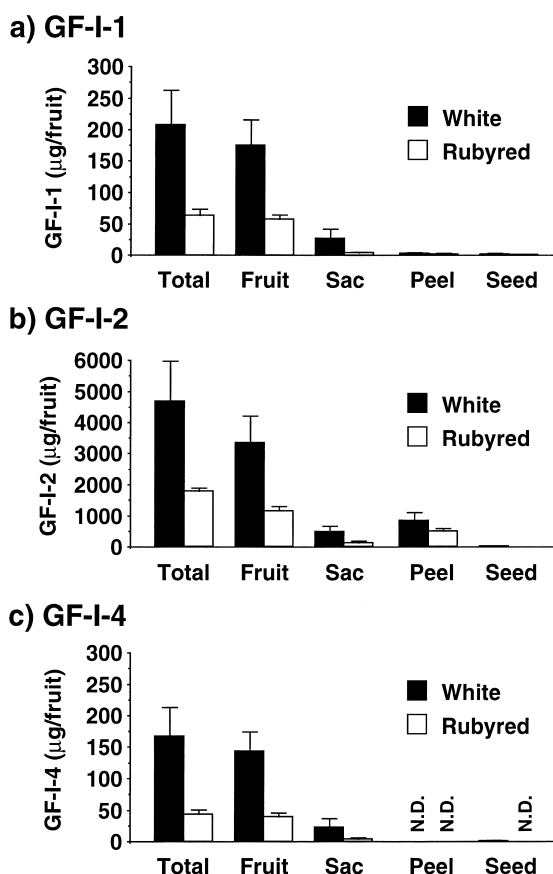 a) GF-I-1
300
250
200
150
100
50
0
GF-I-1 (μg/fruit)
White
Rubyred
Total Fruit Sac Peel Seed
b) GF-I-2
6000
5000
4000
3000
2000
1000
0
GF-I-2 (μg/fruit)
White
Rubyred
Total Fruit Sac Peel Seed
c) GF-I-4
300
250
200
150
100
50
0
GF-I-4 (μg/fruit)
White
Rubyred
N.D. N.D. N.D.
Total Fruit Sac Peel Seed